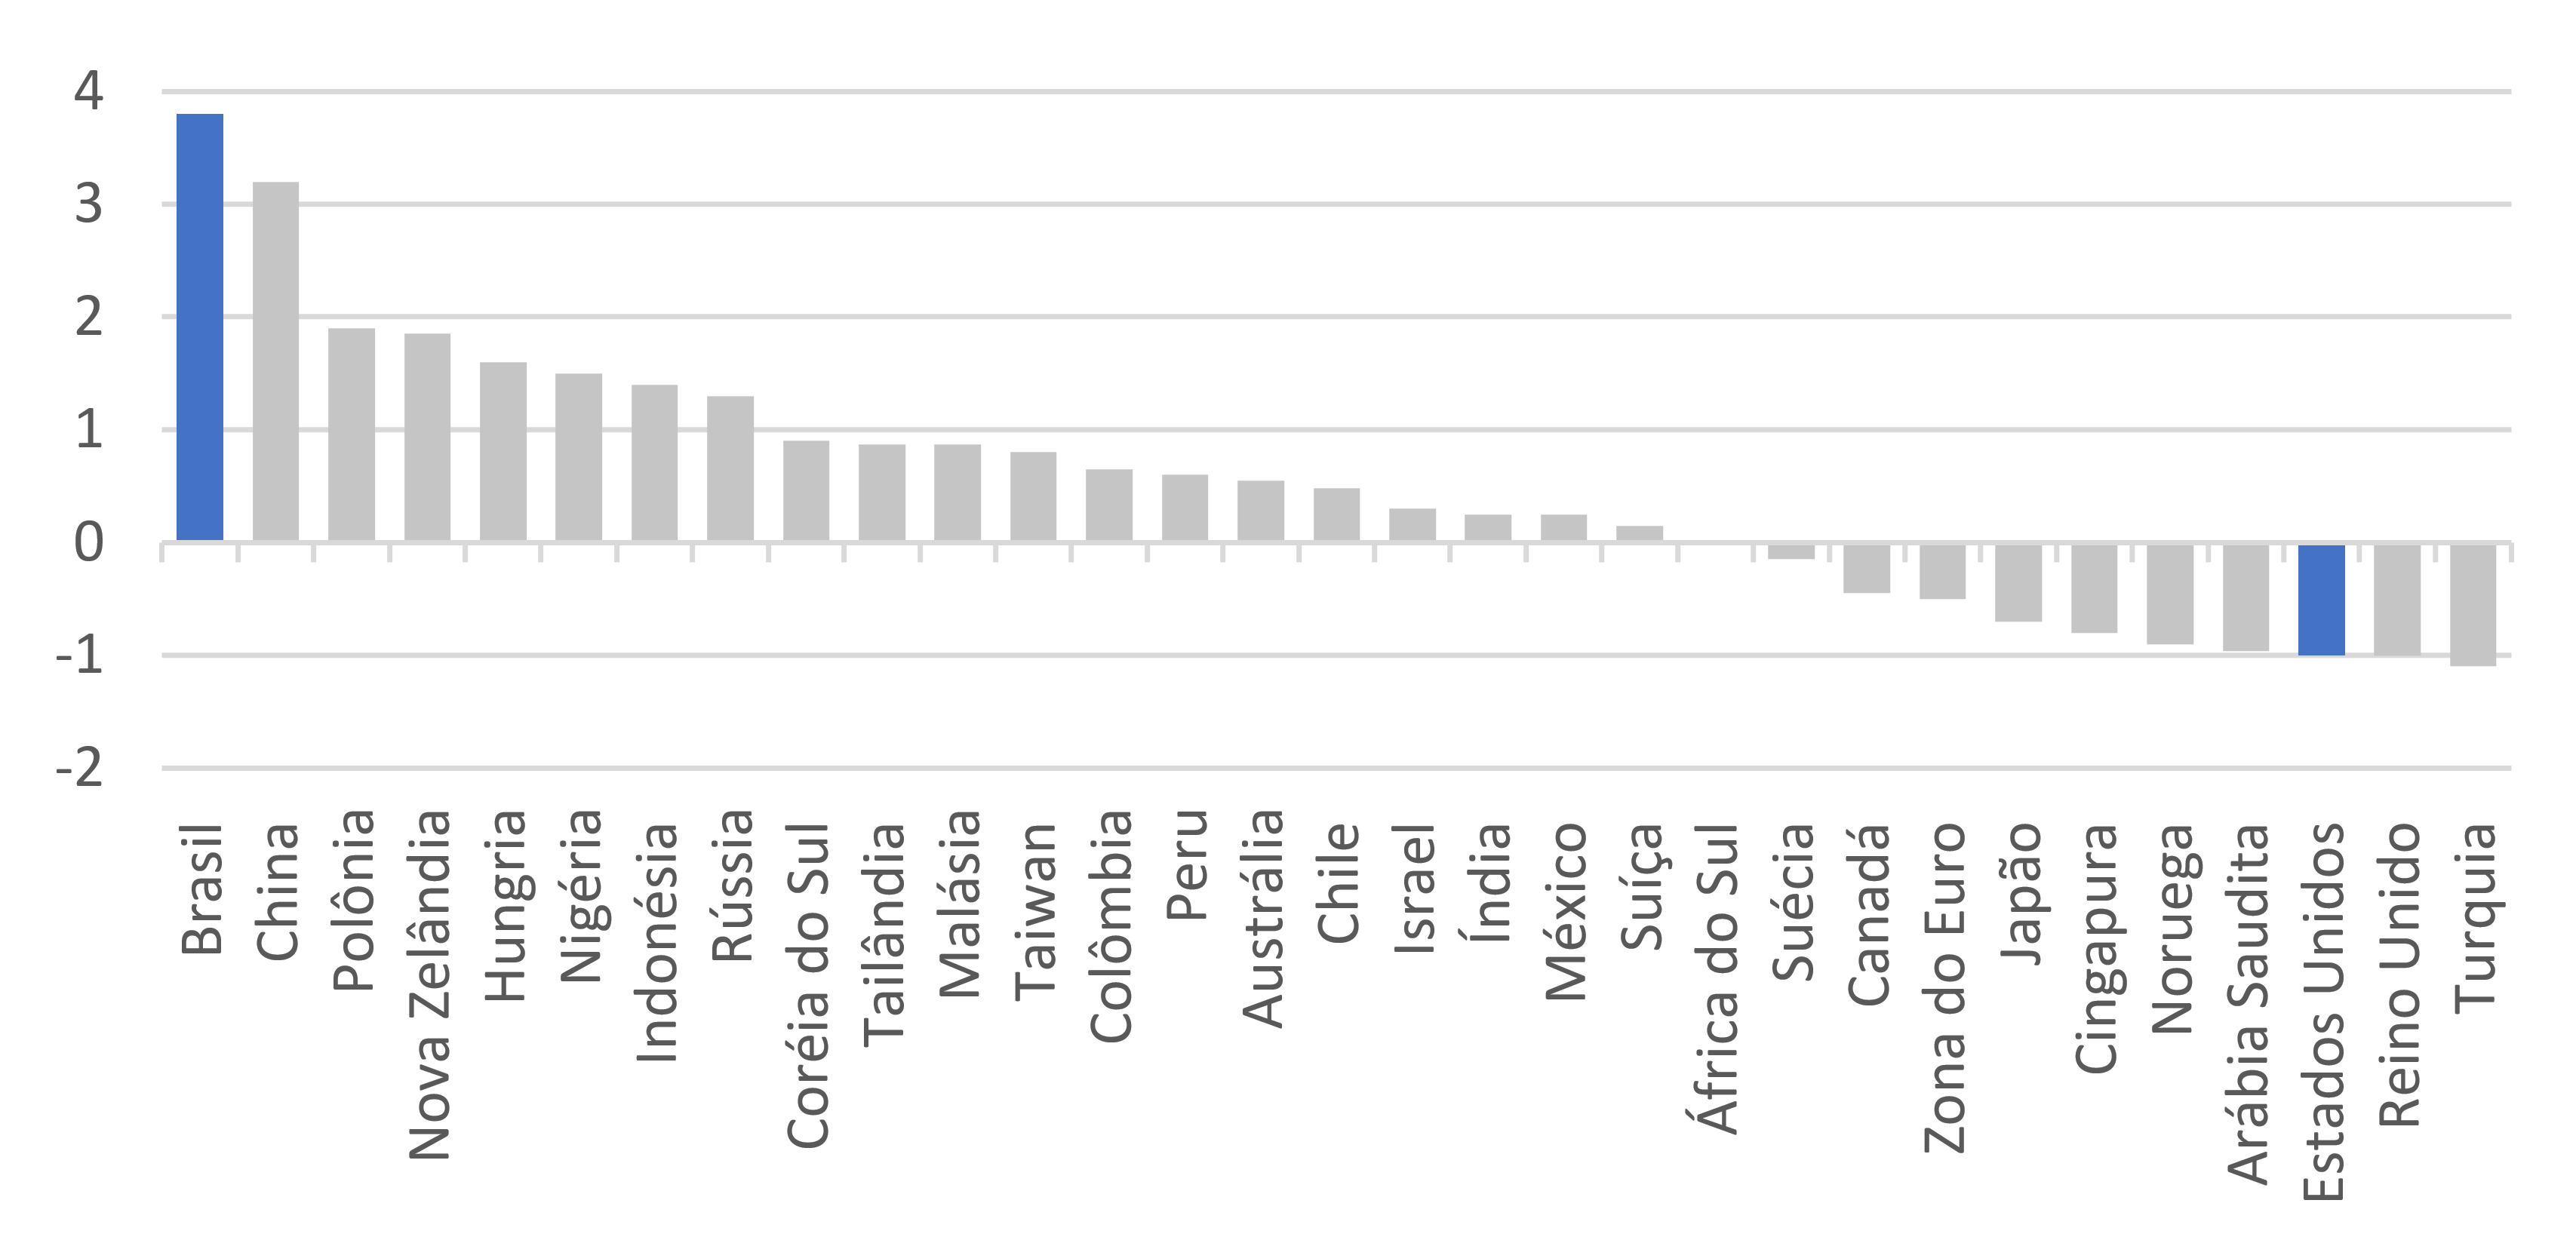 4
3
2
1
0
-1
-2
Brasil
China
Polônia
Nova Zelândia
Hungria
Nigéria
Indonésia
Rússia
Coréia do Sul
Tailândia
Malásia
Taiwan
Colômbia
Peru
Austrália
Chile
Israel
Índia
México
Suíça
África do Sul
Suécia
Canadá
Zona do Euro
Japão
Cingapura
Noruega
Arábia Saudita
Estados Unidos
Reino Unido
Turquia